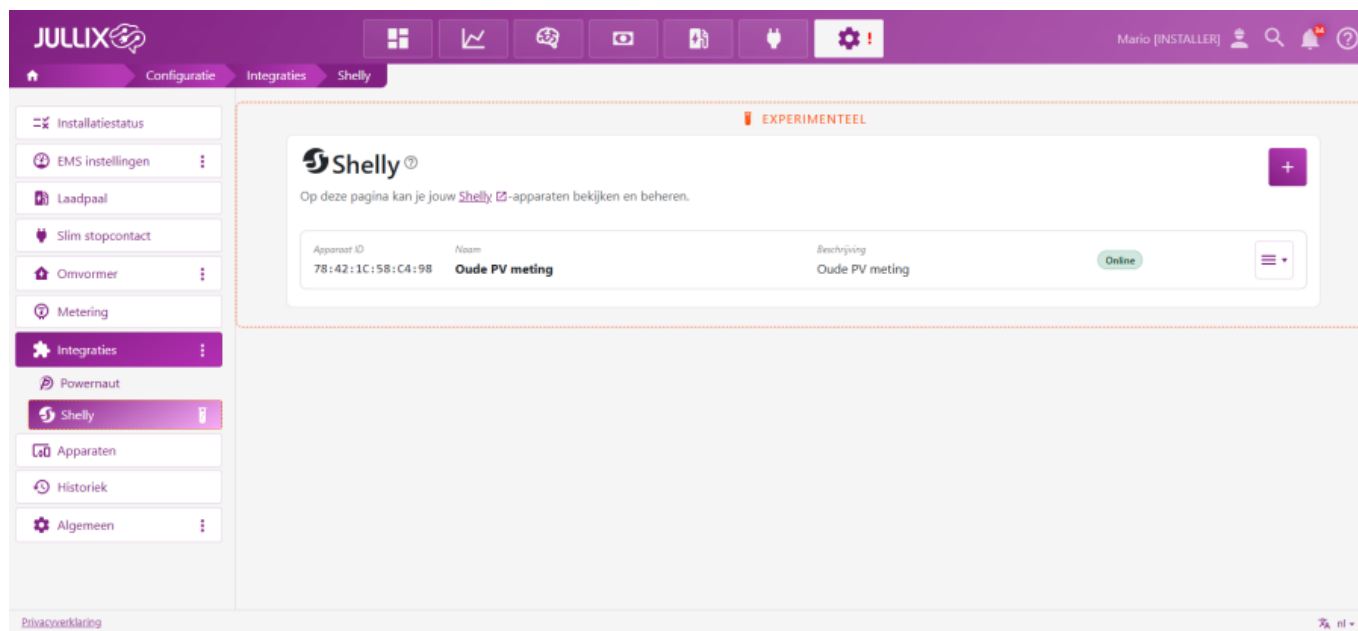 JULLIX
Mario [INSTALLER]
Configuratie
Integraties
Shelly
Installatiestatus
EMS instellingen
Laadpaal
Slim stopcontact
Omvormer
Metering
Integraties
Powernaut
Shelly
Apparaten
Historiek
Algemeen
EXPERIMENTEEL
Shelly
Op deze pagina kan je jouw Shelly -apparaten bekijken en beheren.
Apparaat ID Naam Beschrijving
78:42:1C:58:C4:98 Oude PV meting Oude PV meting Online
Privacyverklaring
nl